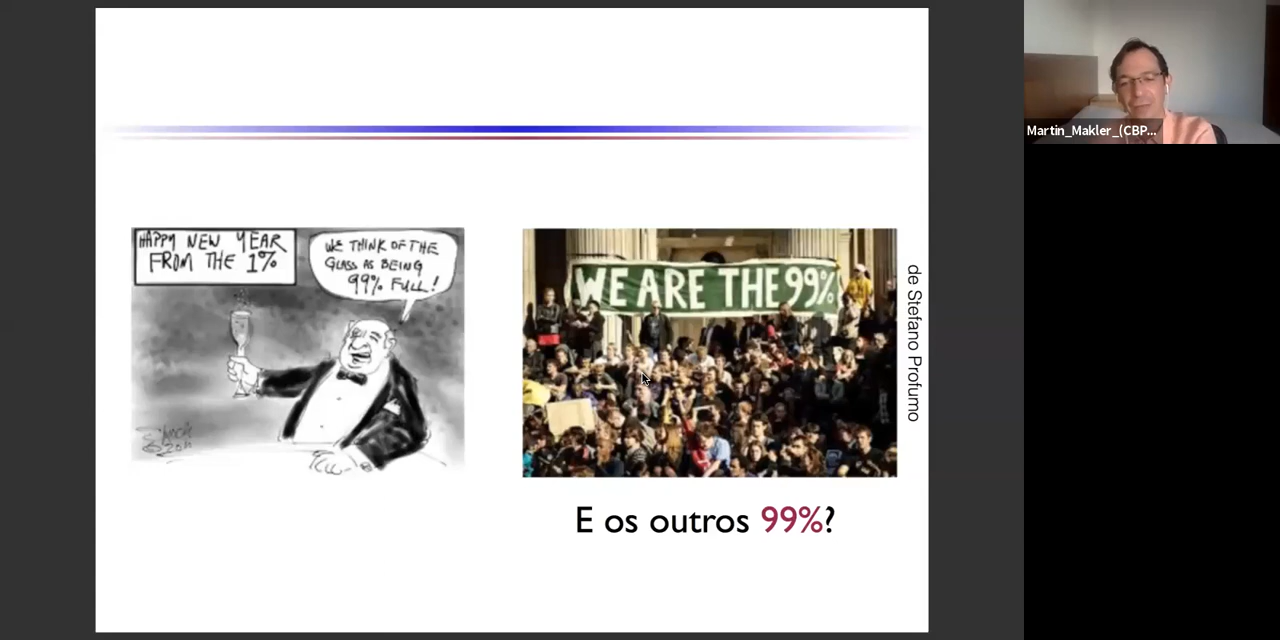 HAPPY NEW YEAR
FROM THE 1%
WE THINK OF THE
GLASS AS BEING
99% FULL!
WE ARE THE 99%
de Stefano Profumo
E os outros 99%?
Martin_Makler_(CBP...